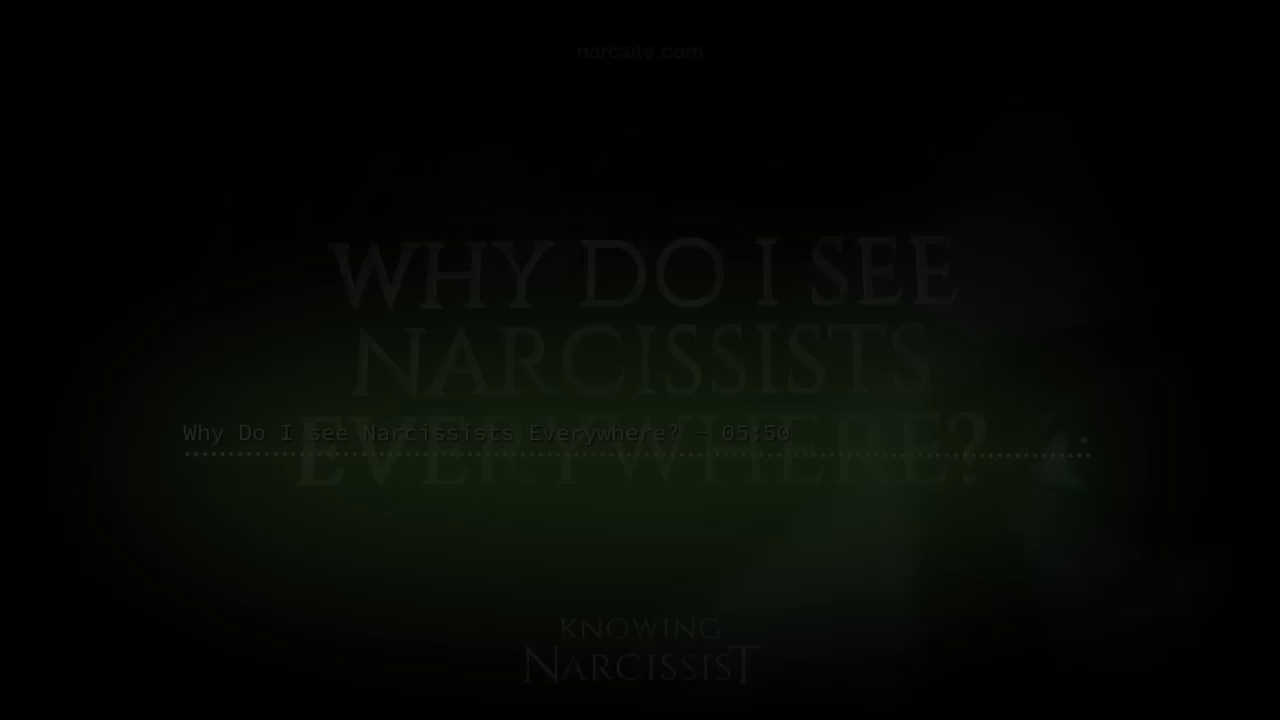 narcsite.com
WHY DO I SEE
NARCISSISTS
EVERYWHERE?
Why Do I see Narcissists Everywhere? - 05:50
KNOWING
NARCISSIST